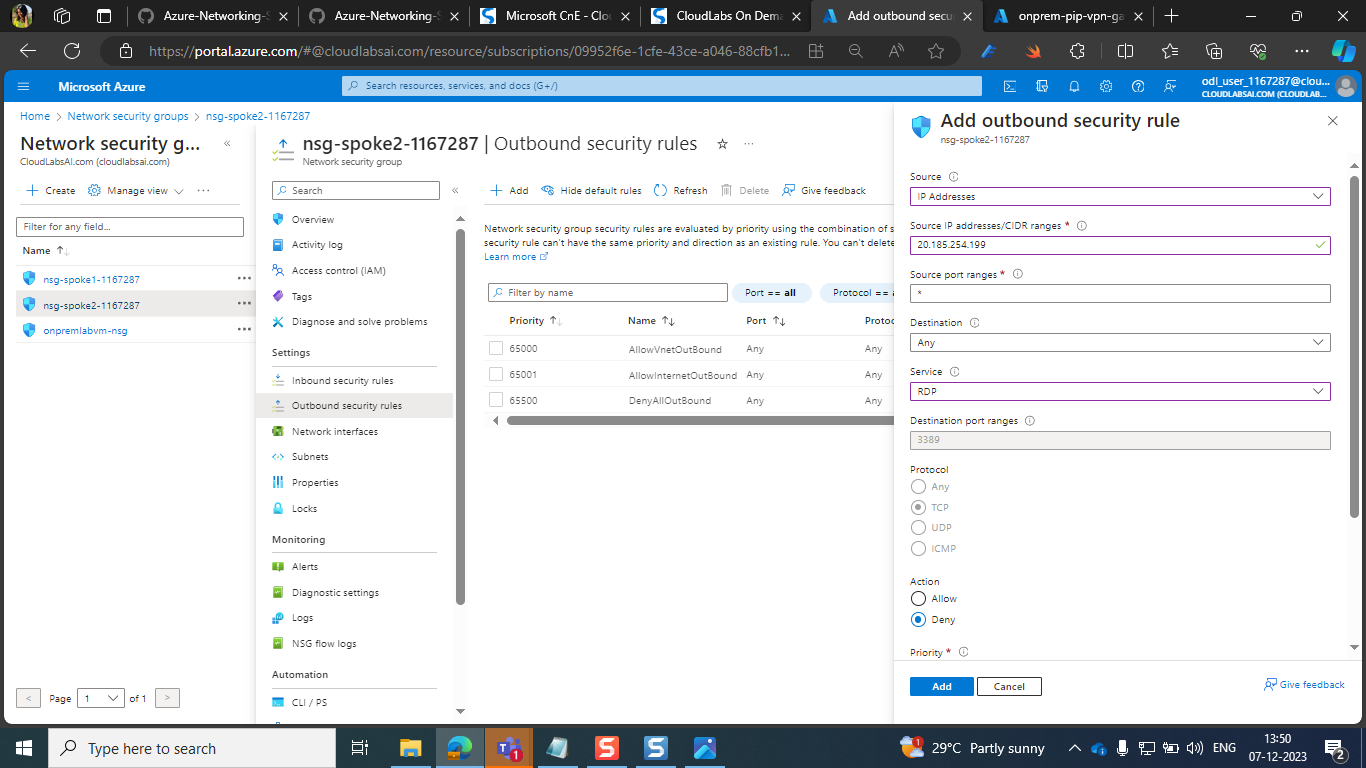 Azure-Networking-S
Azure-Networking-S
Microsoft CnE - Clou
CloudLabs On Dema
Add outbound secu
onprem-pip-vpn-ga
https://portal.azure.com/#@cloudlabsai.com/resource/subscriptions/09952f6e-1cfe-43ce-a046-88cfb1...
Microsoft Azure
Search resources, services, and docs (G+/)
odl_user_1167287@clou...
CLOUDLABSAI.COM (CLOUDLAB...
Home > Network security groups > nsg-spoke2-1167287
Network security g...
CloudLabsAI.com (cloudlabsai.com)
Create
Manage view
Filter for any field...
Name
nsg-spoke1-1167287
nsg-spoke2-1167287
onpremlabvm-nsg
< Page 1 of 1 >
nsg-spoke2-1167287 | Outbound security rules
Network security group
Search
Overview
Activity log
Access control (IAM)
Tags
Diagnose and solve problems
Settings
Inbound security rules
Outbound security rules
Network interfaces
Subnets
Properties
Locks
Monitoring
Alerts
Diagnostic settings
Logs
NSG flow logs
Automation
CLI / PS
Add
Hide default rules
Refresh
Delete
Give feedback
Network security group security rules are evaluated by priority using the combination of s
security rule can't have the same priority and direction as an existing rule. You can't delete
Learn more
Filter by name
Port == all
Protocol == a
Priority Name Port Protoc
65000 AllowVnetOutBound Any Any
65001 AllowInternetOutBound Any Any
65500 DenyAllOutBound Any Any
Add outbound security rule
nsg-spoke2-1167287
Source
IP Addresses
Source IP addresses/CIDR ranges *
20.185.254.199
Source port ranges *
*
Destination
Any
Service
RDP
Destination port ranges
3389
Protocol
Any
TCP
UDP
ICMP
Action
Allow
Deny
Priority *
Add
Cancel
Give feedback
Type here to search
1
1
29°C Partly sunny
ENG
13:50
07-12-2023
2